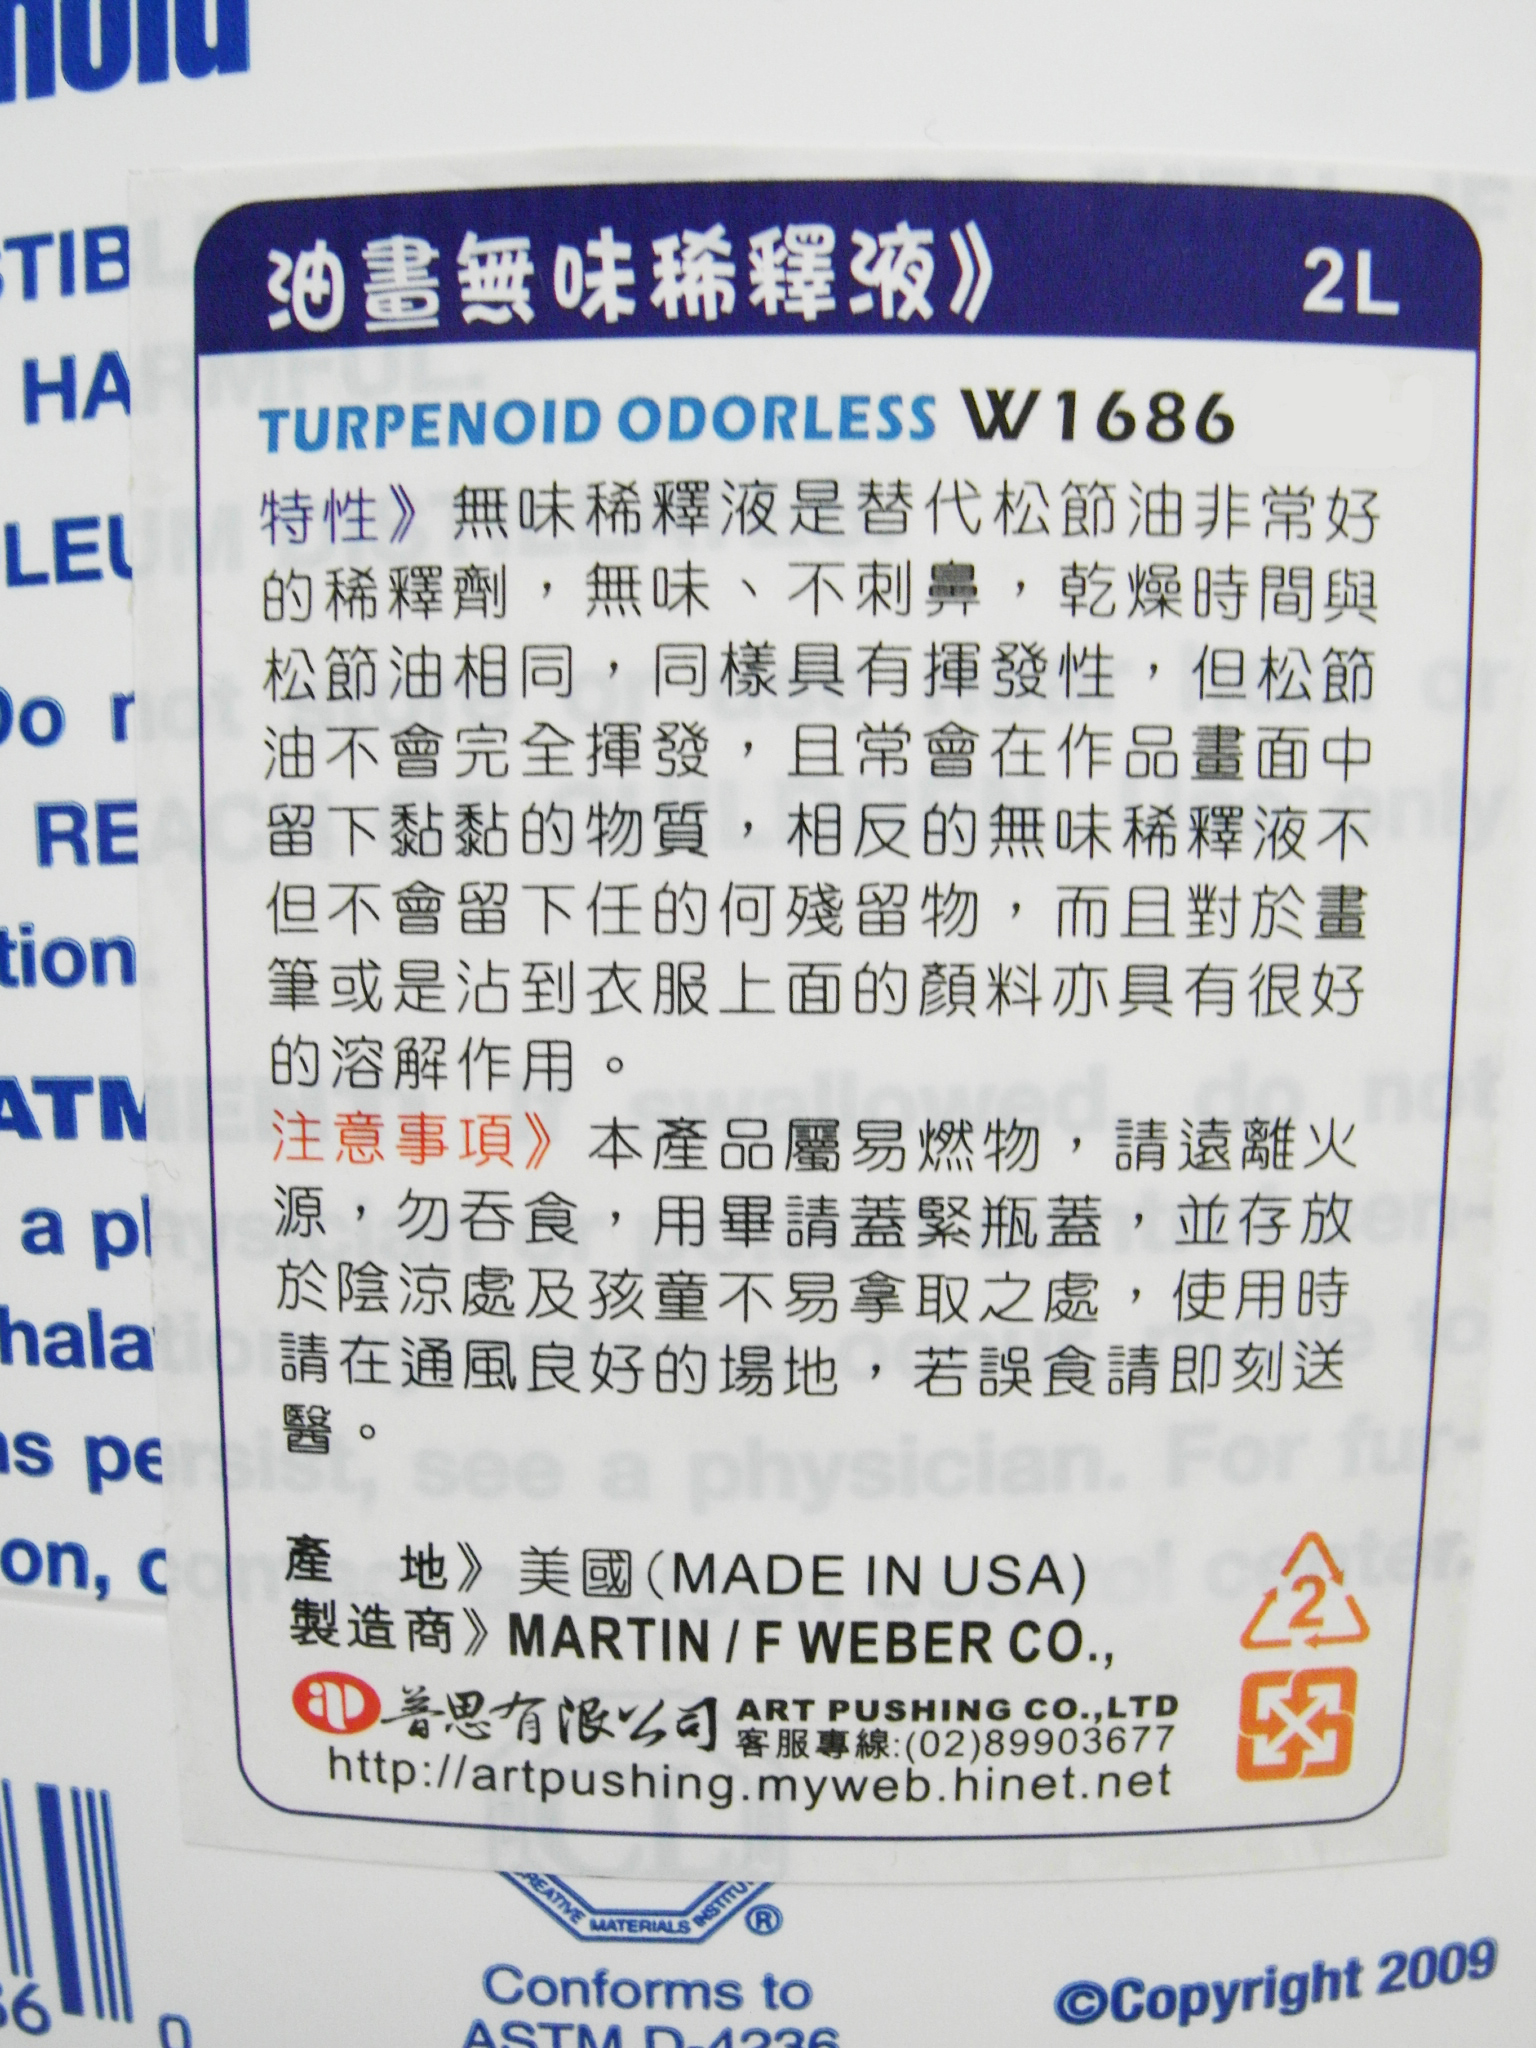 油畫無味稀釋液》 2L
TURPENOID ODORLESS W1686
特性》無味稀釋液是替代松節油非常好
的稀釋劑，無味、不刺鼻，乾燥時間與
松節油相同，同樣具有揮發性，但松節
油不會完全揮發，且常會在作品畫面中
留下黏黏的物質，相反的無味稀釋液不
但不會留下任的何殘留物，而且對於畫
筆或是沾到衣服上面的顏料亦具有很好
的溶解作用。
注意事項》本產品屬易燃物，請遠離火
源，勿吞食，用畢請蓋緊瓶蓋，並存放
於陰涼處及孩童不易拿取之處，使用時
請在通風良好的場地，若誤食請即刻送
醫。
產 地》美國(MADE IN USA)
製造商》MARTIN / F WEBER CO.,
普思有限公司 ART PUSHING CO.,LTD
客服專線:(02)89903677
http://artpushing.myweb.hinet.net
2
CREATIVE MATERIALS INSTITUTE ®
Conforms to
ASTM D-4236
©Copyright 2009